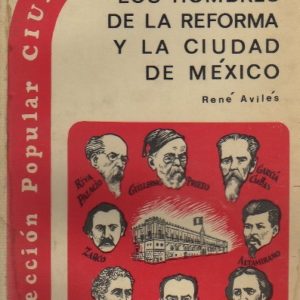 LOS HOMBRES
DE LA REFORMA
Y LA CIUDAD
DE MÉXICO
René Avilés
ección Popular CIU
RIVA
PALACIO
GUILLERMO PRIETO
GARCIA
CUBAS
ZARCO
ALTAMIRANO